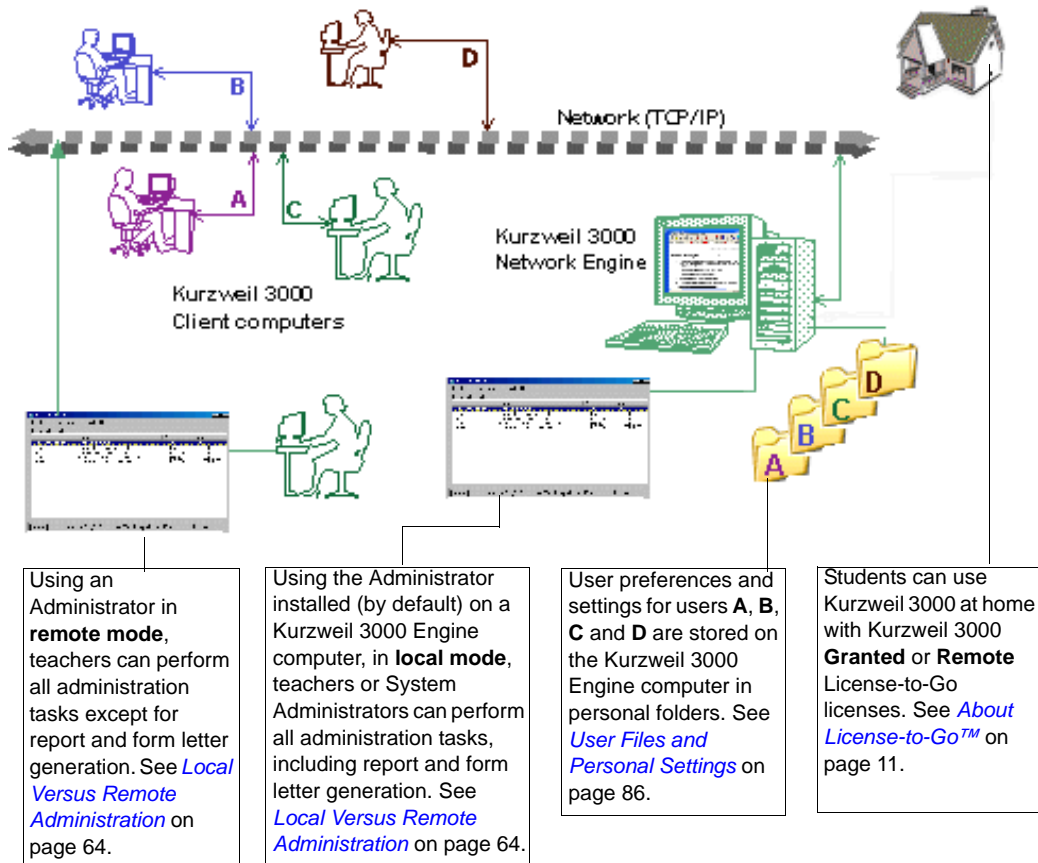 B
D
Network (TCP/IP)
A
C
Kurzweil 3000
Client computers
Kurzweil 3000
Network Engine
D
C
B
A
Using an
Administrator in
remote mode,
teachers can perform
all administration
tasks except for
report and form letter
generation. See Local
Versus Remote
Administration on
page 64.
Using the Administrator
installed (by default) on a
Kurzweil 3000 Engine
computer, in local mode,
teachers or System
Administrators can perform
all administration tasks,
including report and form
letter generation. See
Local Versus Remote
Administration on page 64.
User preferences and
settings for users A, B,
C and D are stored on
the Kurzweil 3000
Engine computer in
personal folders. See
User Files and
Personal Settings on
page 86.
Students can use
Kurzweil 3000 at home
with Kurzweil 3000
Granted or Remote
License-to-Go
licenses. See About
License-to-Go™ on
page 11.